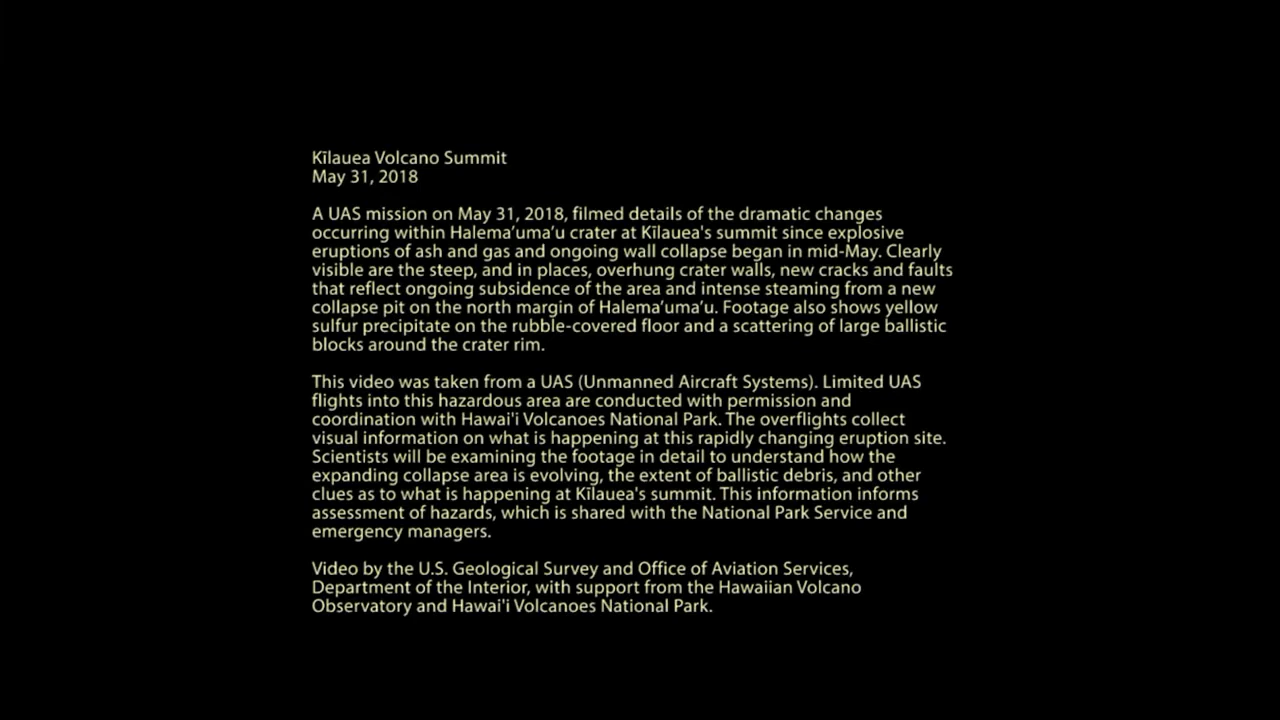 Kīlauea Volcano Summit
May 31, 2018
A UAS mission on May 31, 2018, filmed details of the dramatic changes
occurring within Halema‘uma‘u crater at Kīlauea's summit since explosive
eruptions of ash and gas and ongoing wall collapse began in mid-May. Clearly
visible are the steep, and in places, overhung crater walls, new cracks and faults
that reflect ongoing subsidence of the area and intense steaming from a new
collapse pit on the north margin of Halema‘uma‘u. Footage also shows yellow
sulfur precipitate on the rubble-covered floor and a scattering of large ballistic
blocks around the crater rim.
This video was taken from a UAS (Unmanned Aircraft Systems). Limited UAS
flights into this hazardous area are conducted with permission and
coordination with Hawai'i Volcanoes National Park. The overflights collect
visual information on what is happening at this rapidly changing eruption site.
Scientists will be examining the footage in detail to understand how the
expanding collapse area is evolving, the extent of ballistic debris, and other
clues as to what is happening at Kīlauea's summit. This information informs
assessment of hazards, which is shared with the National Park Service and
emergency managers.
Video by the U.S. Geological Survey and Office of Aviation Services,
Department of the Interior, with support from the Hawaiian Volcano
Observatory and Hawai'i Volcanoes National Park.